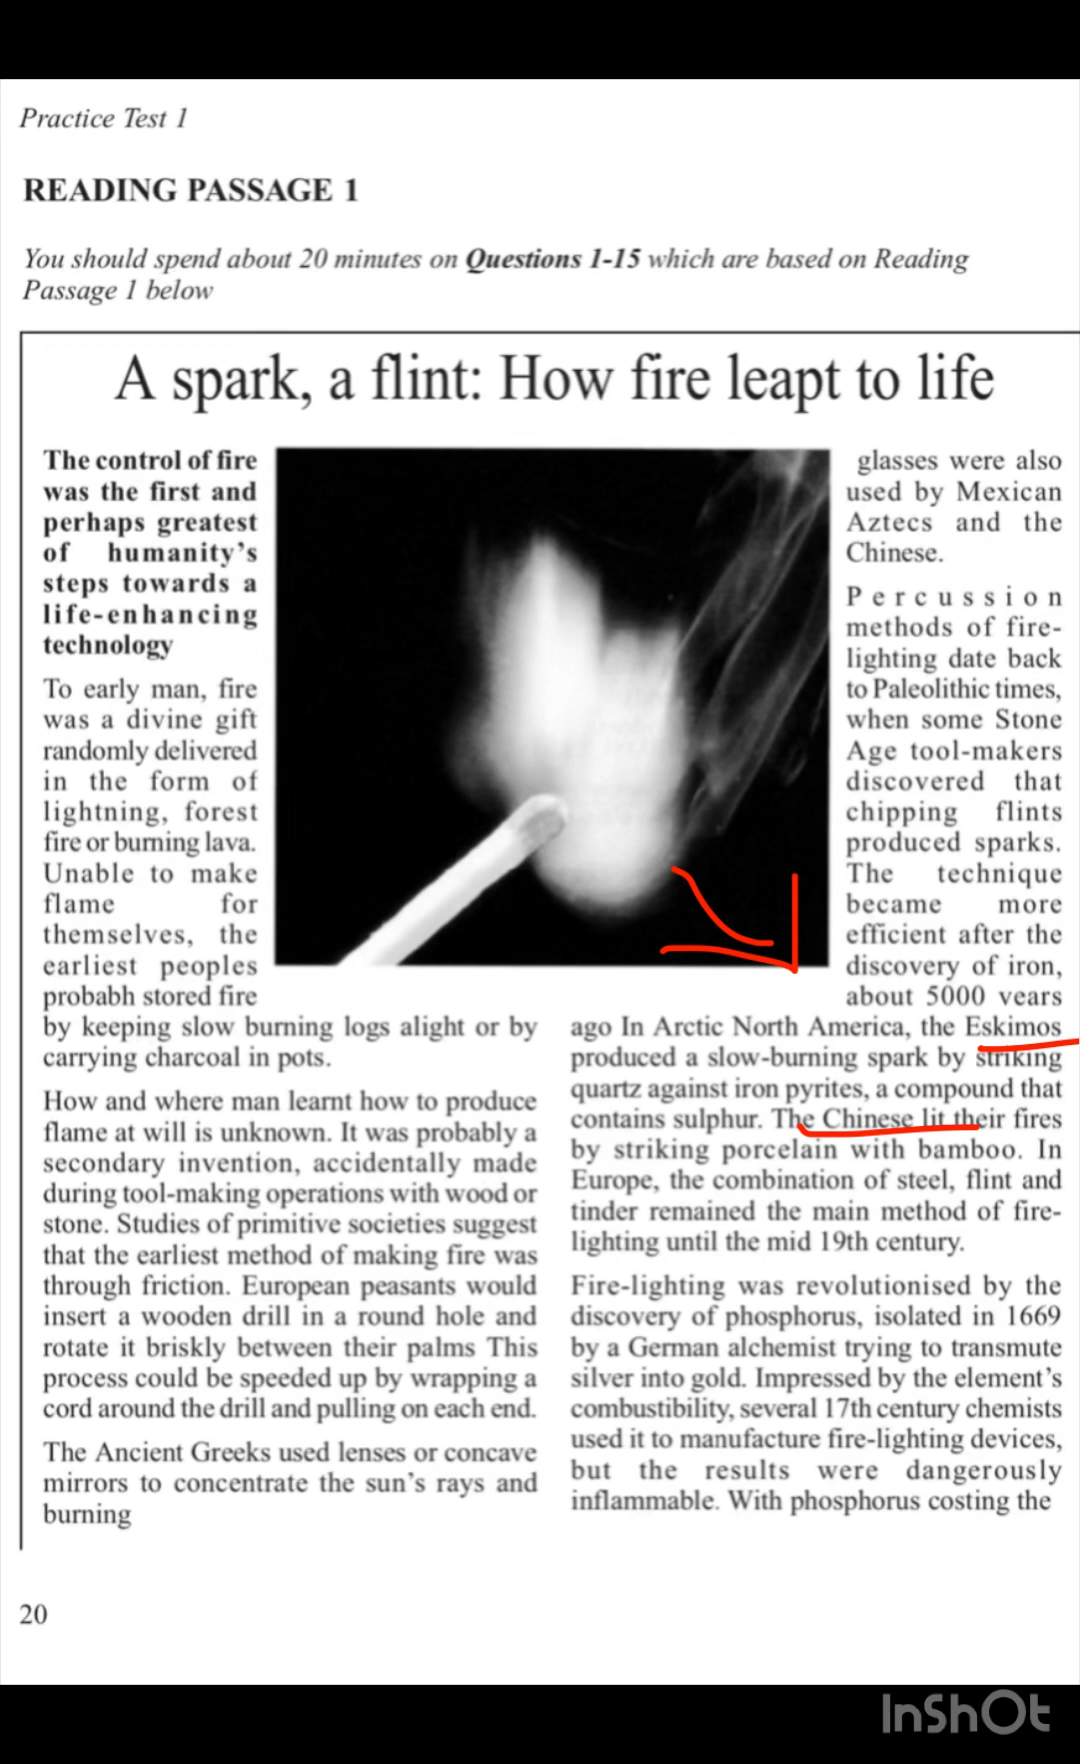 Practice Test 1
READING PASSAGE 1
You should spend about 20 minutes on Questions 1-15 which are based on Reading
Passage 1 below
A spark, a flint: How fire leapt to life
The control of fire
was the first and
perhaps greatest
of humanity's
steps towards a
life-enhancing
technology
To early man, fire
was a divine gift
randomly delivered
in the form of
lightning, forest
fire or burning lava.
Unable to make
flame for
themselves, the
earliest peoples
probabh stored fire
by keeping slow burning logs alight or by
carrying charcoal in pots.
How and where man learnt how to produce
flame at will is unknown. It was probably a
secondary invention, accidentally made
during tool-making operations with wood or
stone. Studies of primitive societies suggest
that the earliest method of making fire was
through friction. European peasants would
insert a wooden drill in a round hole and
rotate it briskly between their palms This
process could be speeded up by wrapping a
cord around the drill and pulling on each end.
The Ancient Greeks used lenses or concave
mirrors to concentrate the sun's rays and
burning
glasses were also
used by Mexican
Aztecs and the
Chinese.
Percussion
methods of fire-
lighting date back
to Paleolithic times,
when some Stone
Age tool-makers
discovered that
chipping flints
produced sparks.
The technique
became more
efficient after the
discovery of iron,
about 5000 vears
ago In Arctic North America, the Eskimos
produced a slow-burning spark by striking
quartz against iron pyrites, a compound that
contains sulphur. The Chinese lit their fires
by striking porcelain with bamboo. In
Europe, the combination of steel, flint and
tinder remained the main method of fire-
lighting until the mid 19th century.
Fire-lighting was revolutionised by the
discovery of phosphorus, isolated in 1669
by a German alchemist trying to transmute
silver into gold. Impressed by the element's
combustibility, several 17th century chemists
used it to manufacture fire-lighting devices,
but the results were dangerously
inflammable. With phosphorus costing the
20
InShOt